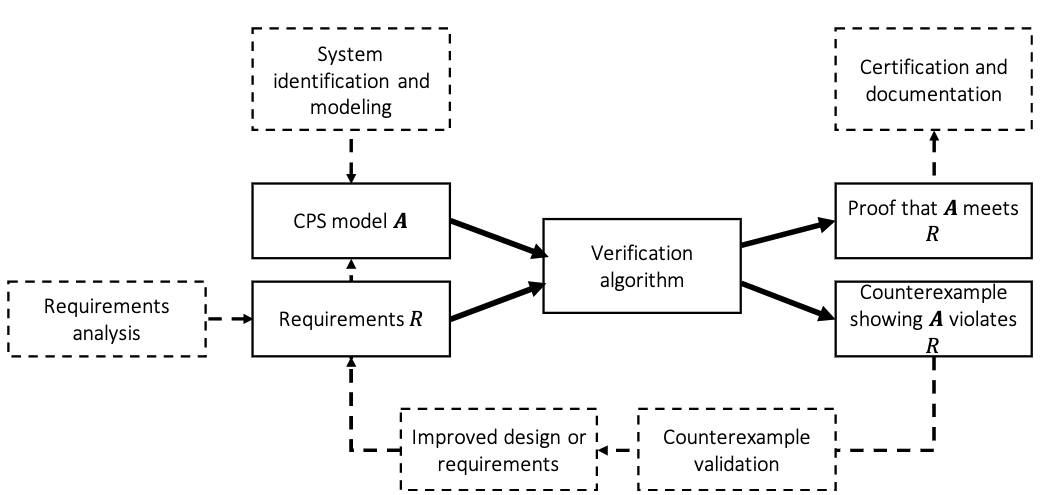 System
identification and
modeling
Certification and
documentation
CPS model A
Proof that A meets
R
Verification
algorithm
Requirements
analysis
Requirements R
Counterexample
showing A violates
R
Improved design or
requirements
Counterexample
validation